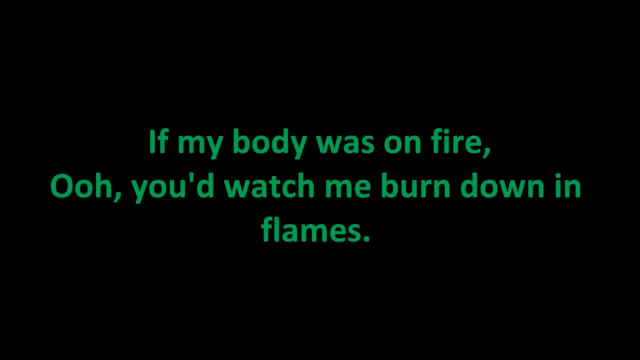 If my body was on fire,
Ooh, you'd watch me burn down in
flames.